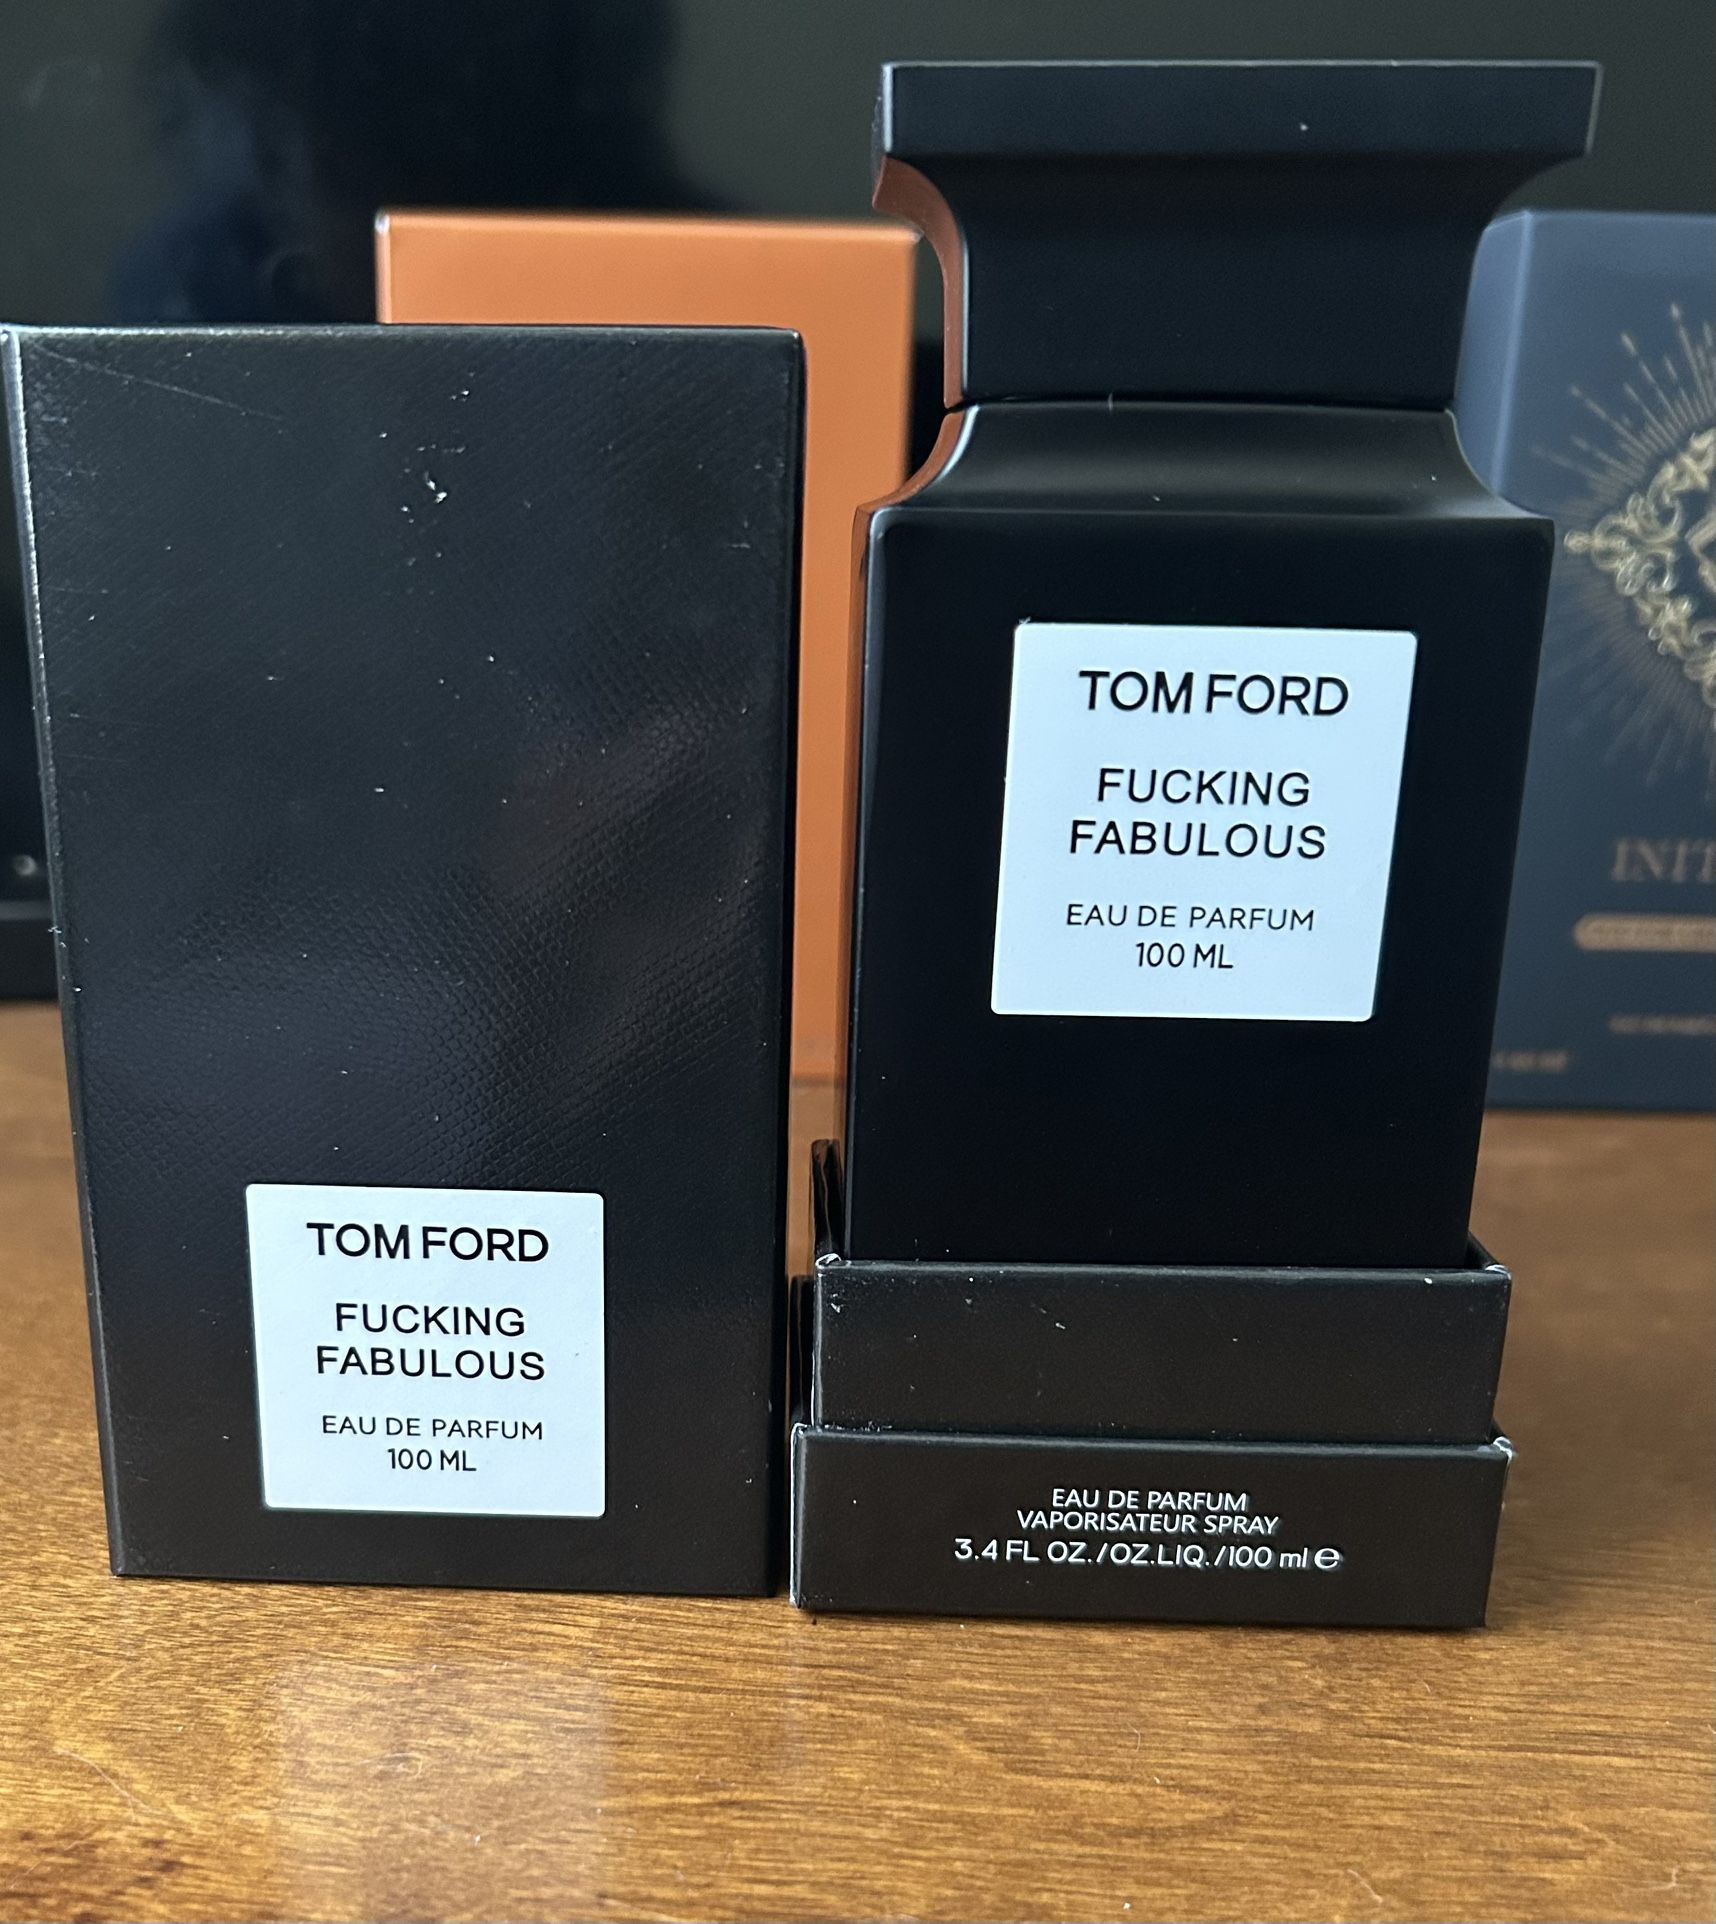 TOM FORD
FUCKING
FABULOUS
EAU DE PARFUM
100 ML
TOM FORD
FUCKING
FABULOUS
EAU DE PARFUM
100 ML
EAU DE PARFUM
VAPORISATEUR SPRAY
3.4 FL OZ./OZ.LIQ./100 ml ℮